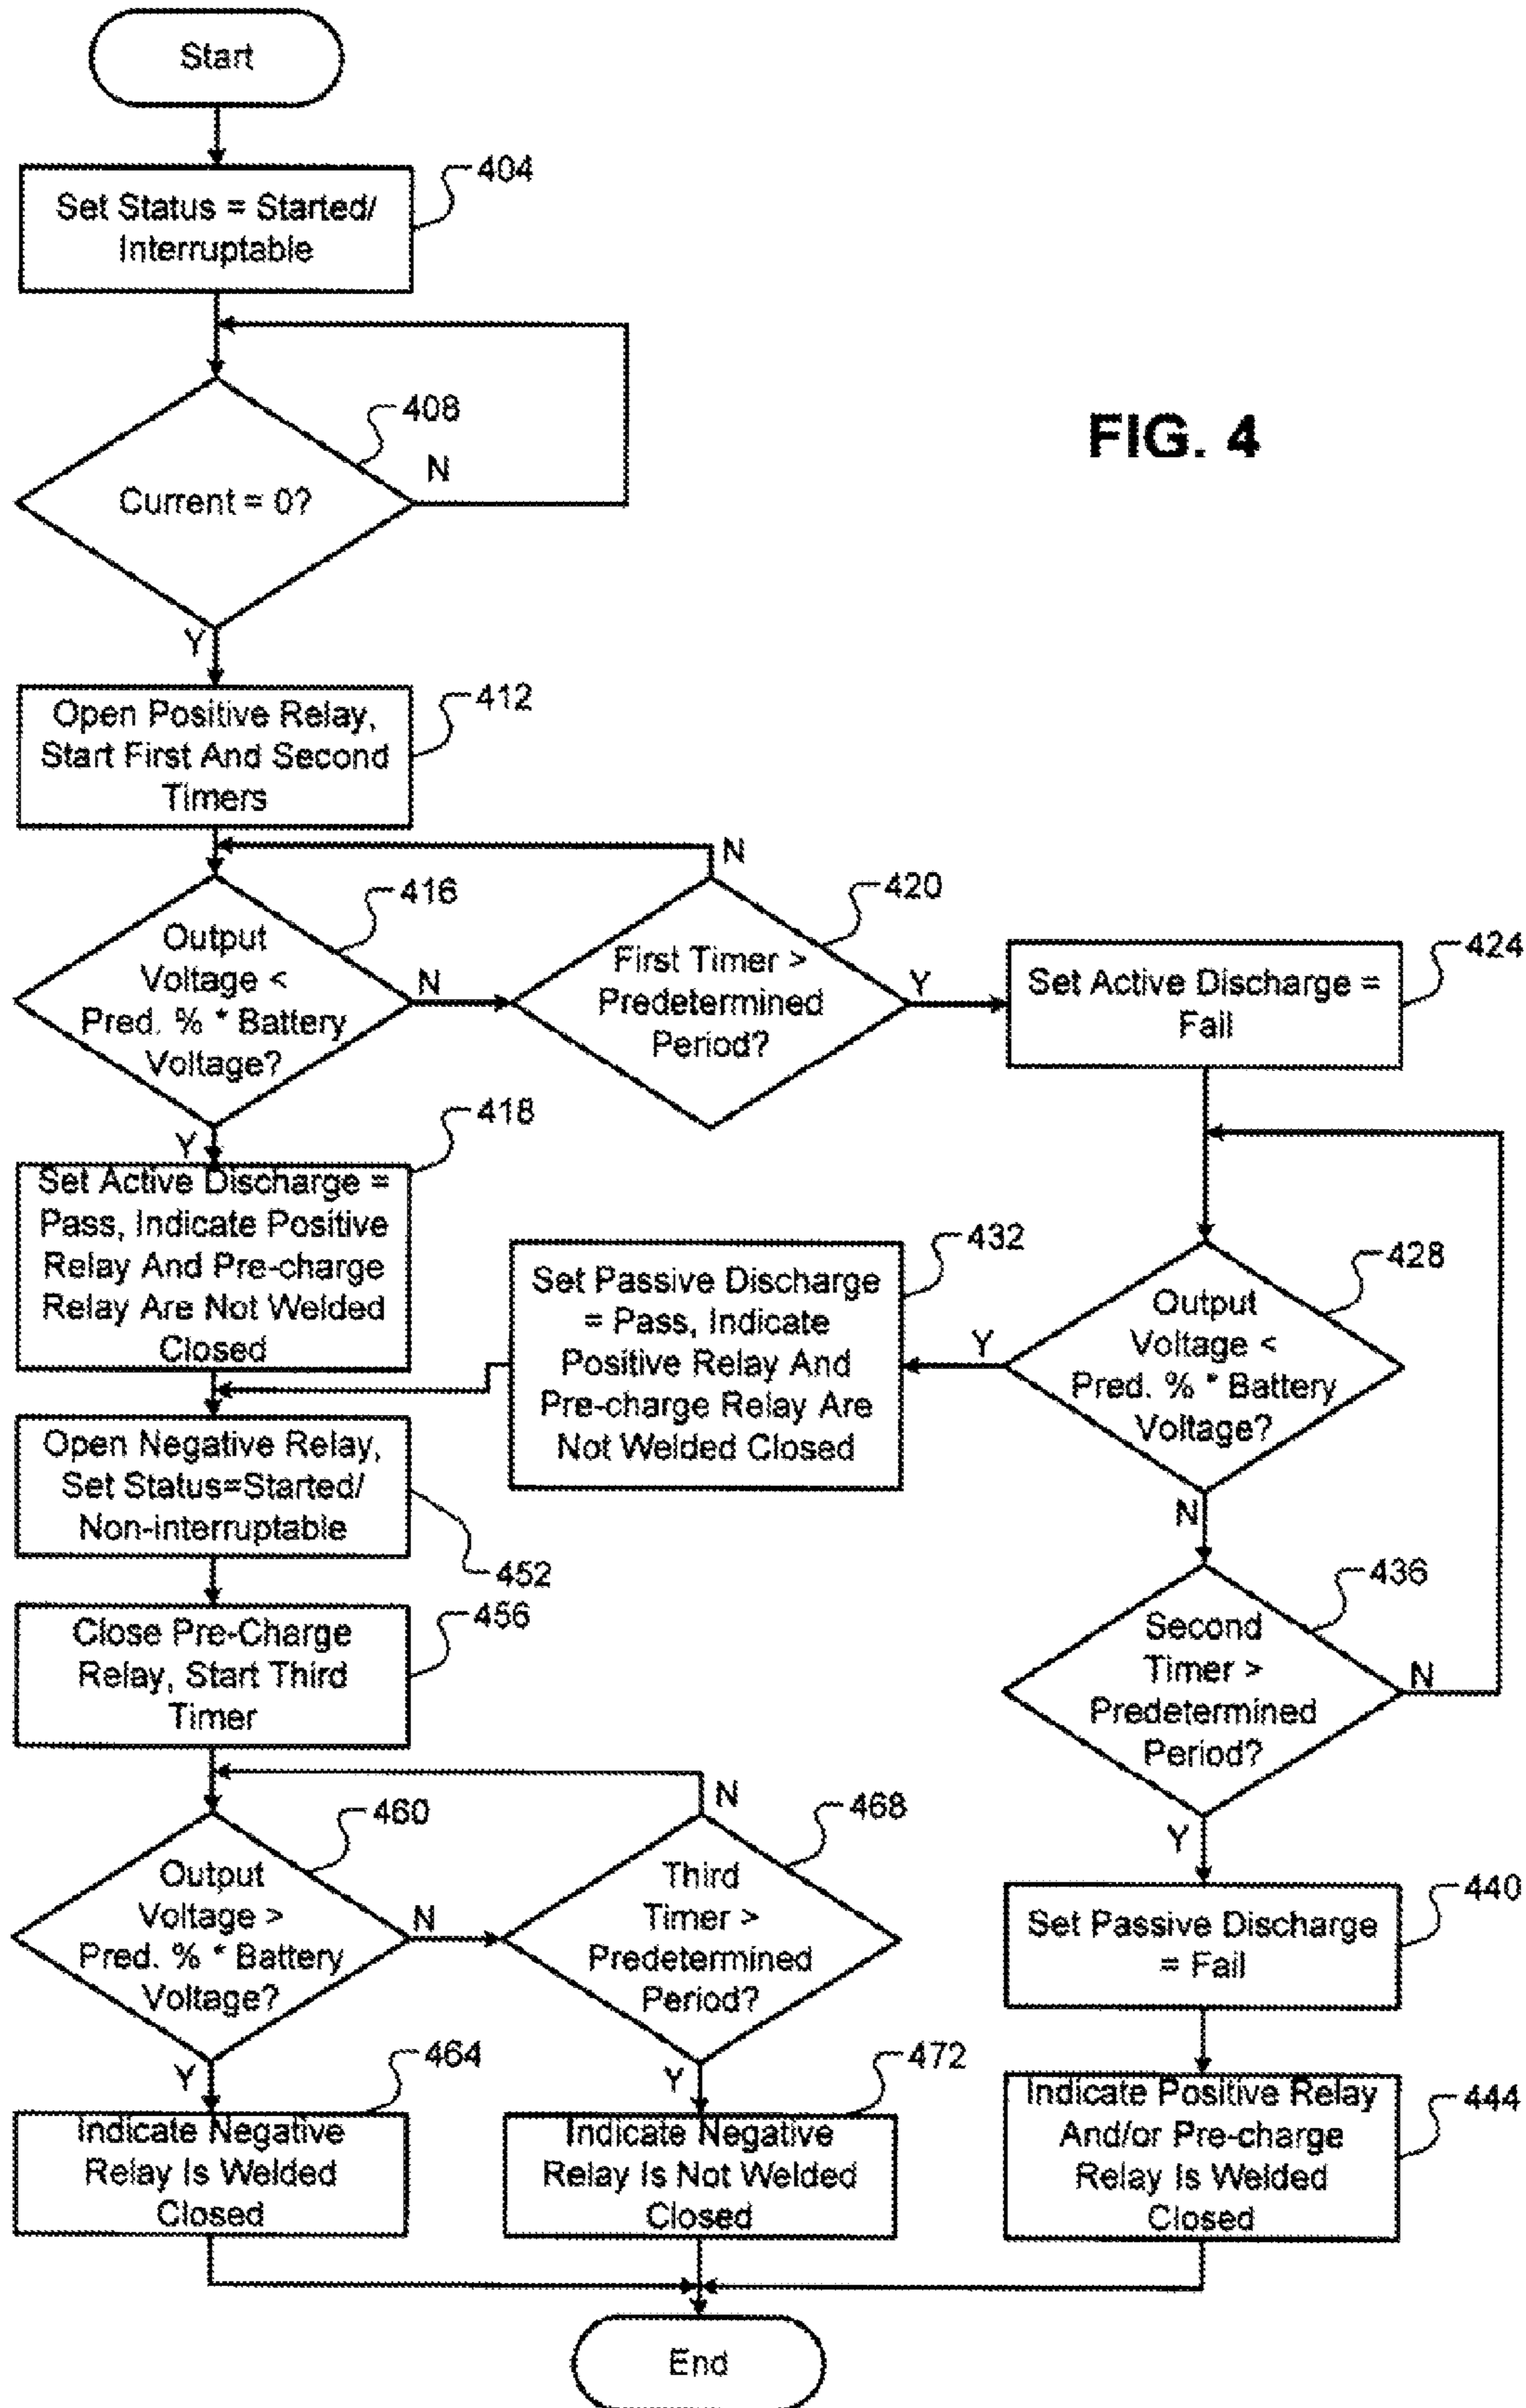 Start
404
Set Status = Started/
Interruptable
408
N
Current = 0?
FIG. 4
Y
412
Open Positive Relay,
Start First And Second
Timers
N
416
420
424
Output
Voltage <
Pred. % * Battery
Voltage?
N
First Timer >
Predetermined
Period?
Y
Set Active Discharge =
Fail
Y
418
Set Active Discharge =
Pass, Indicate Positive
Relay And Pre-charge
Relay Are Not Welded
Closed
432
Set Passive Discharge
= Pass, Indicate
Positive Relay And
Pre-charge Relay Are
Not Welded Closed
428
Y
Output
Voltage <
Pred. % * Battery
Voltage?
N
Open Negative Relay,
Set Status=Started/
Non-interruptable
452
436
Second
Timer >
Predetermined
Period?
N
Y
456
Close Pre-Charge
Relay, Start Third
Timer
N
460
468
Output
Voltage >
Pred. % * Battery
Voltage?
N
Third
Timer >
Predetermined
Period?
440
Set Passive Discharge
= Fail
Y
464
Y
472
Indicate Negative
Relay Is Welded
Closed
Indicate Negative
Relay Is Not Welded
Closed
Indicate Positive Relay
And/or Pre-charge
Relay Is Welded
Closed
444
End